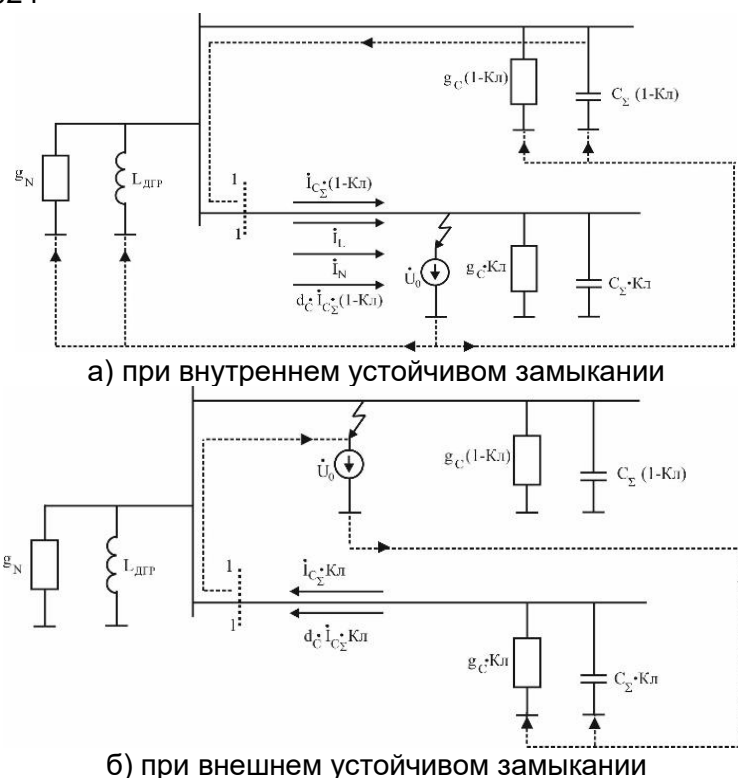 g_C(1-Кл)
C_Σ (1-Кл)
g_N
L_ДГР
1
1
İ_CΣ·(1-Кл)
İ_L
İ_N
d_C·İ_CΣ·(1-Кл)
U̇_0
g_C·Кл
C_Σ·Кл
а) при внутреннем устойчивом замыкании
U̇_0
g_C(1-Кл)
C_Σ (1-Кл)
g_N
L_ДГР
1
1
İ_CΣ·Кл
d_C·İ_CΣ·Кл
g_C·Кл
C_Σ·Кл
б) при внешнем устойчивом замыкании